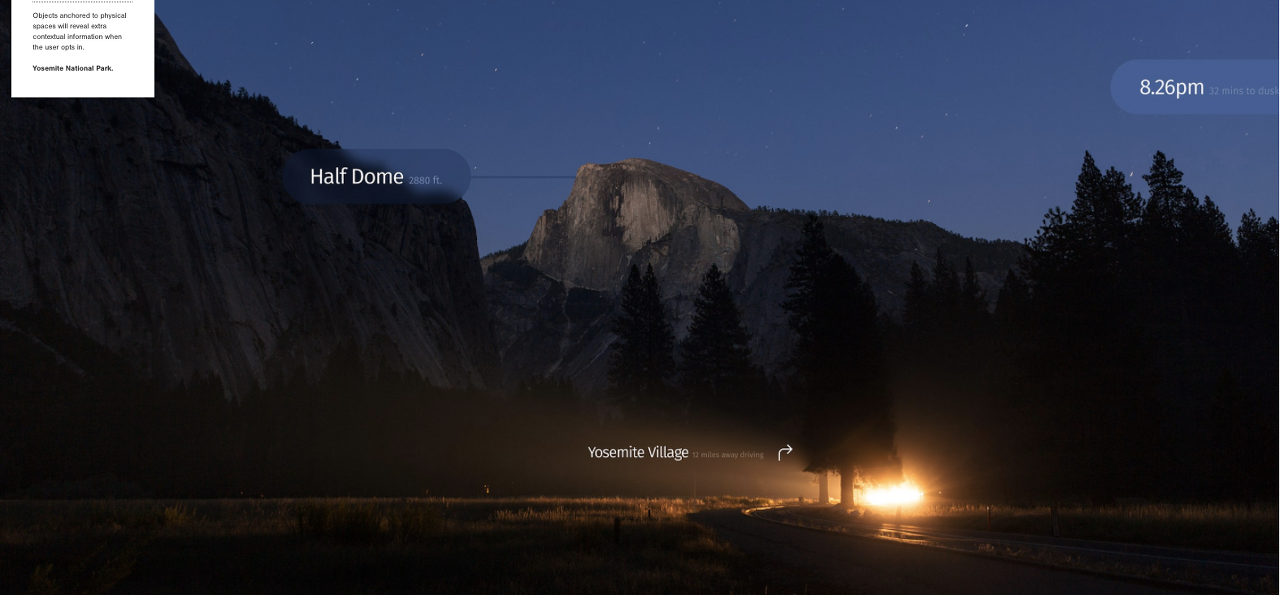 Objects anchored to physical
spaces will reveal extra
contextual information when
the user opts in.
Yosemite National Park.
8.26pm 32 mins to dusk
Half Dome 2880 ft.
Yosemite Village 12 miles away driving